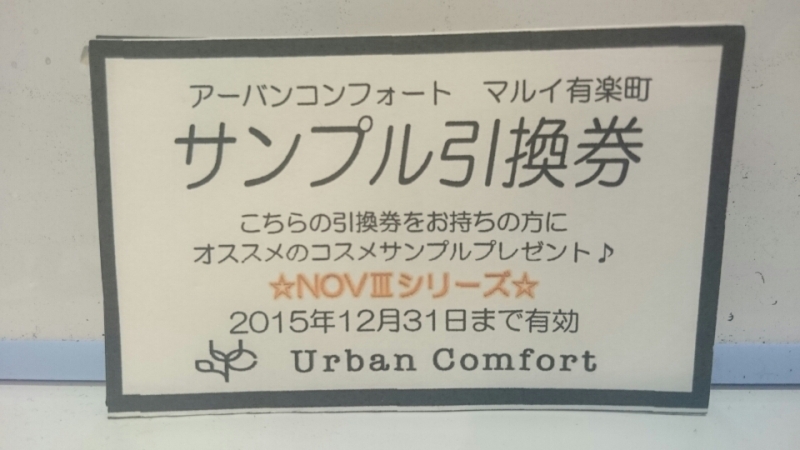 アーバンコンフォート　マルイ有楽町
サンプル引換券
こちらの引換券をお持ちの方に
オススメのコスメサンプルプレゼント♪
☆NOVⅢシリーズ☆
2015年12月31日まで有効
Urban Comfort